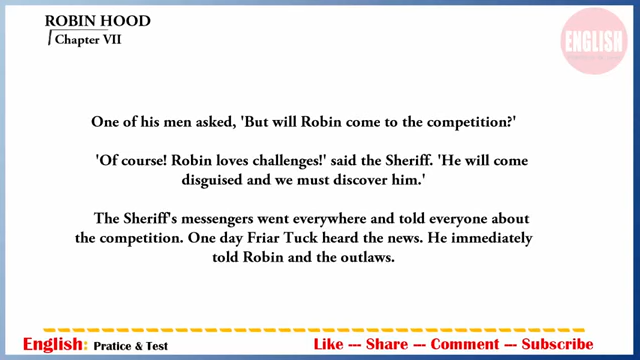 ROBIN HOOD
Chapter VII
ENGLISH
One of his men asked, 'But will Robin come to the competition?'
'Of course! Robin loves challenges!' said the Sheriff. 'He will come
disguised and we must discover him.'
The Sheriff's messengers went everywhere and told everyone about
the competition. One day Friar Tuck heard the news. He immediately
told Robin and the outlaws.
English: Pratice & Test
Like --- Share --- Comment --- Subscribe